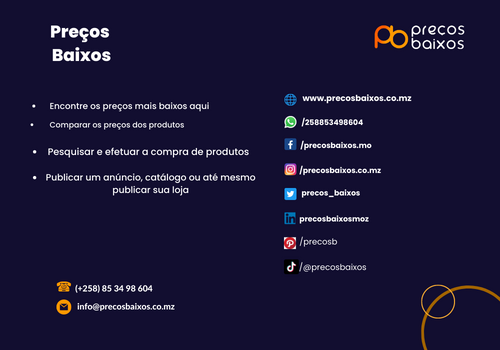 Preços
Baixos
precos
baixos
Encontre os preços mais baixos aqui
Comparar os preços dos produtos
Pesquisar e efetuar a compra de produtos
Publicar um anúncio, catálogo ou até mesmo
publicar sua loja
www.precosbaixos.co.mz
/258853498604
/precosbaixos.mo
/precosbaixos.co.mz
precos_baixos
precosbaixosmoz
/precosb
/@precosbaixos
(+258) 85 34 98 604
info@precosbaixos.co.mz